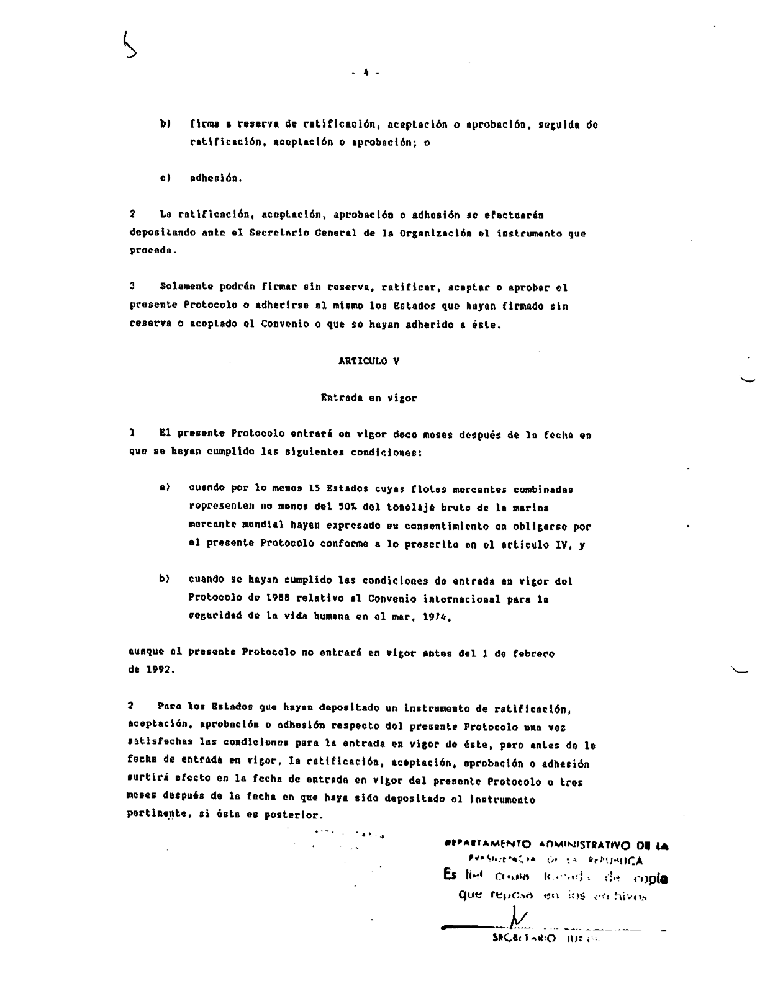 - 4 -
b) firma a reserva de ratificación, aceptación o aprobación, seguida de
ratificación, aceptación o aprobación; o
c) adhesión.
2 La ratificación, aceptación, aprobación o adhesión se efectuarán
depositando ante el Secretario General de la Organización el instrumento que
proceda.
3 Solamente podrán firmar sin reserva, ratificar, aceptar o aprobar el
presente Protocolo o adherirse al mismo los Estados que hayan firmado sin
reserva o aceptado el Convenio o que se hayan adherido a éste.
ARTICULO V
Entrada en vigor
1 El presente Protocolo entrará en vigor doce meses después de la fecha en
que se hayan cumplido las siguientes condiciones:
a) cuando por lo menos 15 Estados cuyas flotas mercantes combinadas
representen no menos del 50% del tonelaje bruto de la marina
mercante mundial hayan expresado su consentimiento en obligarse por
el presente Protocolo conforme a lo prescrito en el artículo IV, y
b) cuando se hayan cumplido las condiciones de entrada en vigor del
Protocolo de 1988 relativo al Convenio internacional para la
seguridad de la vida humana en el mar, 1974,
aunque el presente Protocolo no entrará en vigor antes del 1 de febrero
de 1992.
2 Para los Estados que hayan depositado un instrumento de ratificación,
aceptación, aprobación o adhesión respecto del presente Protocolo una vez
satisfechas las condiciones para la entrada en vigor de éste, pero antes de la
fecha de entrada en vigor, la ratificación, aceptación, aprobación o adhesión
surtirá efecto en la fecha de entrada en vigor del presente Protocolo o tres
meses después de la fecha en que haya sido depositado el instrumento
pertinente, si ésta es posterior.
DEPARTAMENTO ADMINISTRATIVO DE LA
PRESIDENCIA DE LA REPUBLICA
Es fiel copia tomada de copia
que reposa en los archivos
SECRETARIO